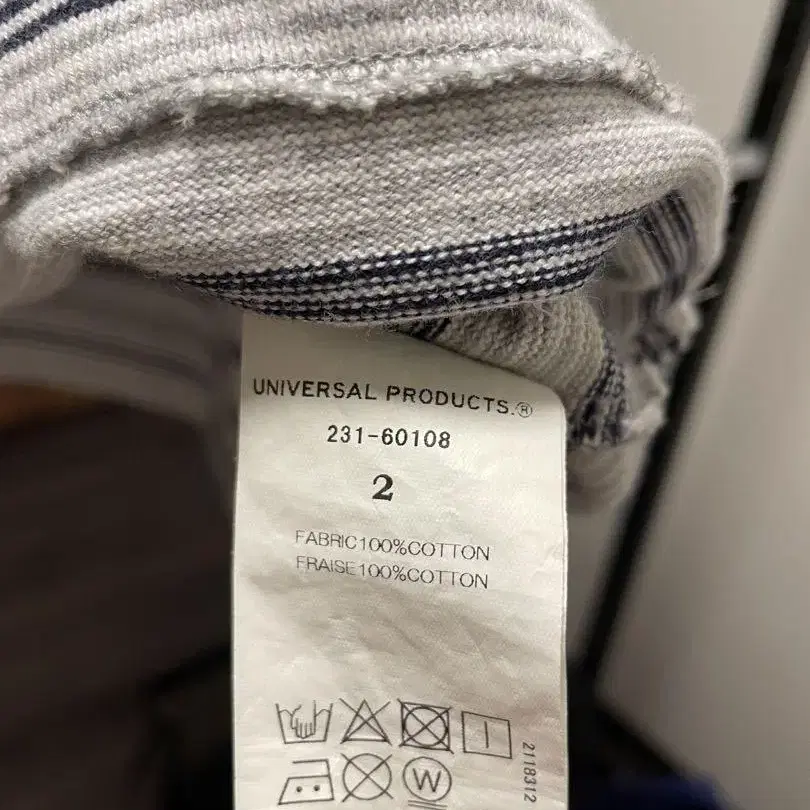 UNIVERSAL PRODUCTS.®
231-60108
2
FABRIC100%COTTON
FRAISE100%COTTON
W
2118312